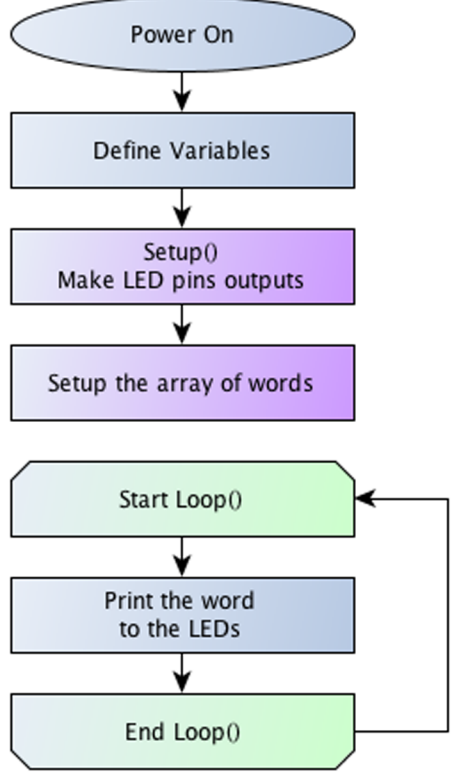 Power On
Define Variables
Setup()
Make LED pins outputs
Setup the array of words
Start Loop()
Print the word
to the LEDs
End Loop()